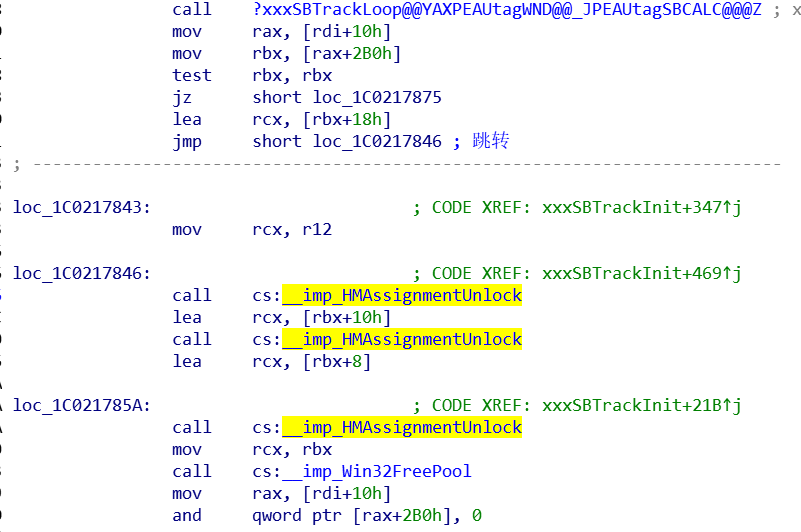 call ?xxxSBTrackLoop@@YAXPEAUtagWND@@_JPEAUtagSBCALC@@@Z ; x
mov rax, [rdi+10h]
mov rbx, [rax+2B0h]
test rbx, rbx
jz short loc_1C0217875
lea rcx, [rbx+18h]
jmp short loc_1C0217846 ; 跳转
; ---------------------------------------------------------------------------
loc_1C0217843: ; CODE XREF: xxxSBTrackInit+347↑j
mov rcx, r12
loc_1C0217846: ; CODE XREF: xxxSBTrackInit+469↑j
call cs:__imp_HMAssignmentUnlock
lea rcx, [rbx+10h]
call cs:__imp_HMAssignmentUnlock
lea rcx, [rbx+8]
loc_1C021785A: ; CODE XREF: xxxSBTrackInit+21B↑j
call cs:__imp_HMAssignmentUnlock
mov rcx, rbx
call cs:__imp_Win32FreePool
mov rax, [rdi+10h]
and qword ptr [rax+2B0h], 0